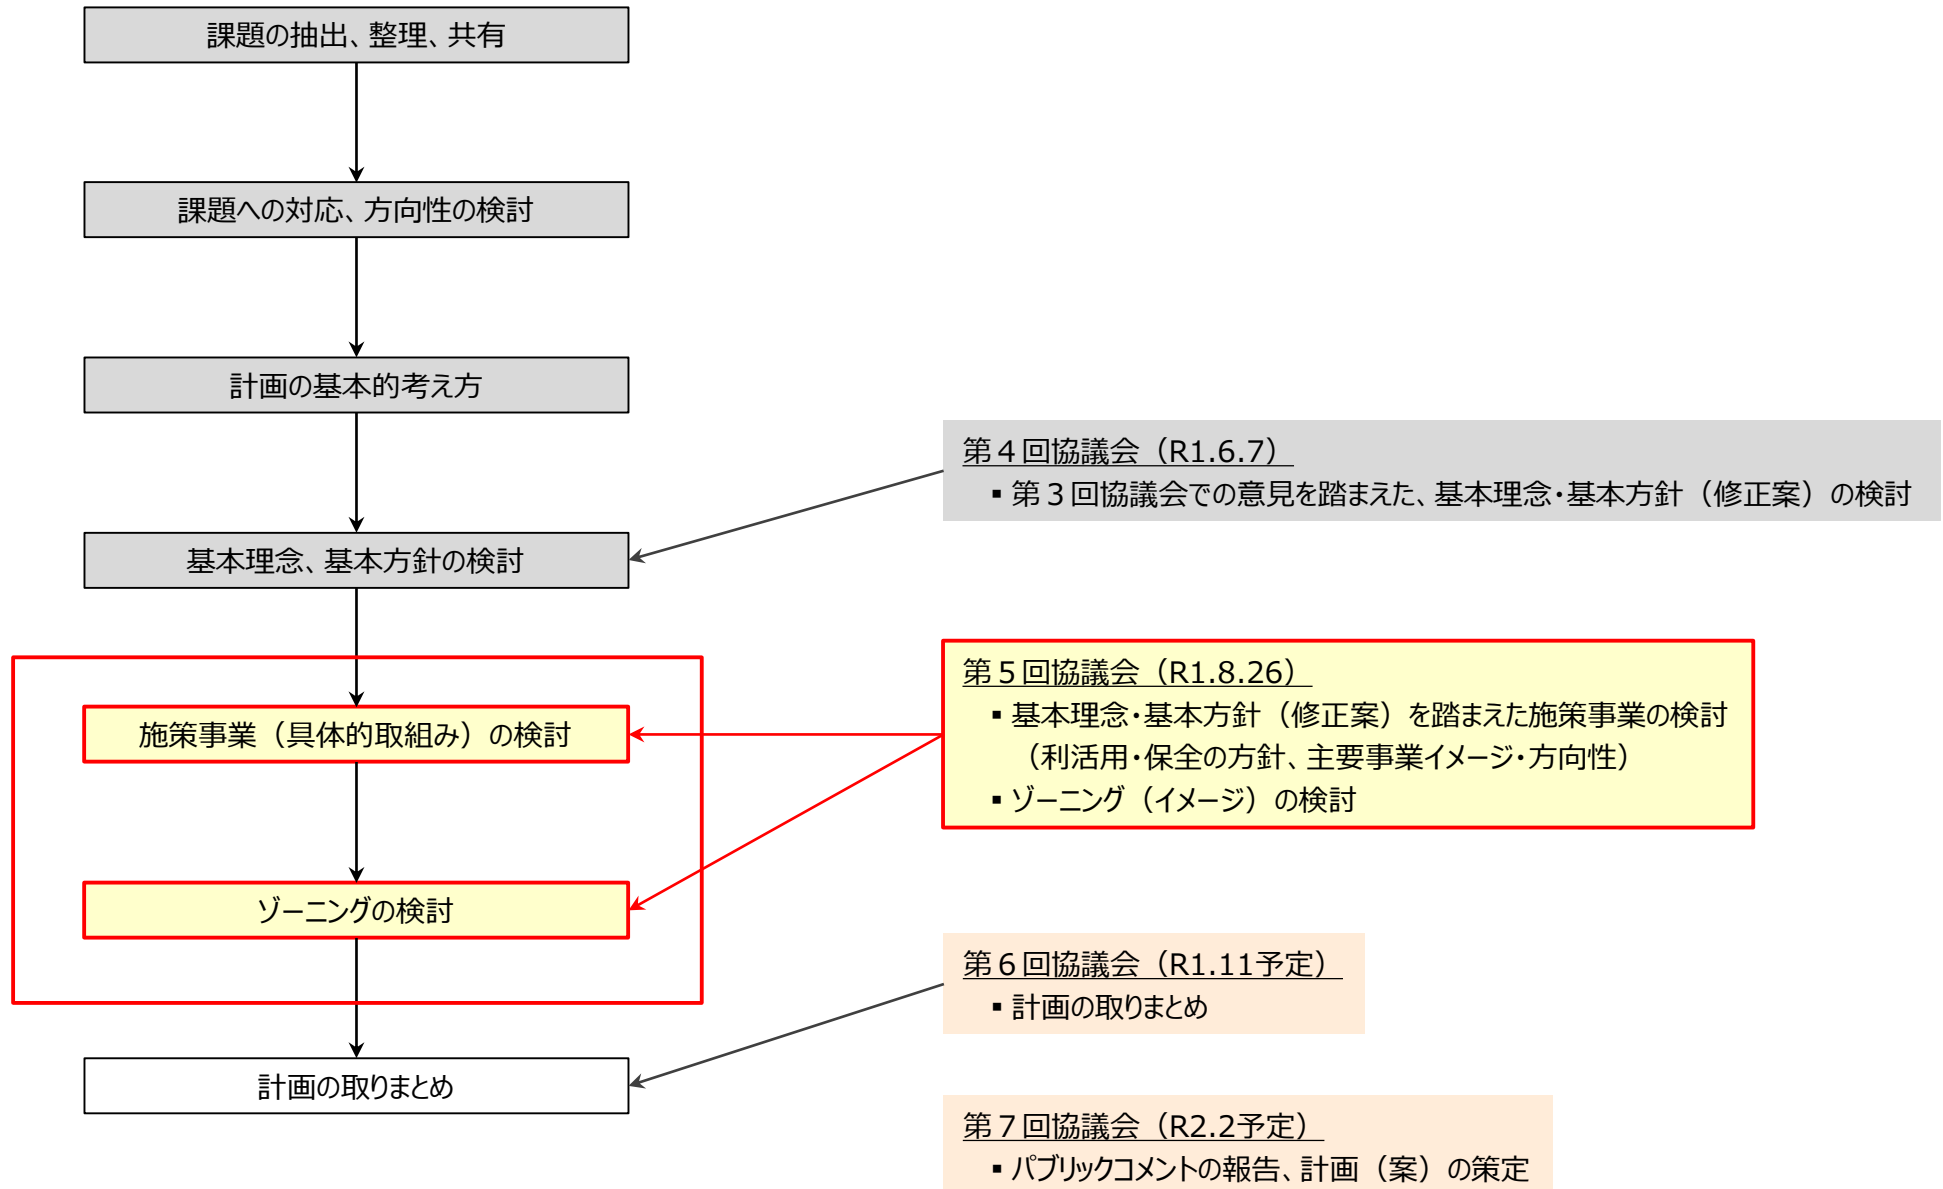 課題の抽出、整理、共有
課題への対応、方向性の検討
計画の基本的考え方
基本理念、基本方針の検討
施策事業（具体的取組み）の検討
ゾーニングの検討
計画の取りまとめ
第４回協議会（R1.6.7）
▪ 第３回協議会での意見を踏まえた、基本理念・基本方針（修正案）の検討
第５回協議会（R1.8.26）
▪ 基本理念・基本方針（修正案）を踏まえた施策事業の検討
（利活用・保全の方針、主要事業イメージ・方向性）
▪ ゾーニング（イメージ）の検討
第６回協議会（R1.11予定）
▪ 計画の取りまとめ
第７回協議会（R2.2予定）
▪ パブリックコメントの報告、計画（案）の策定